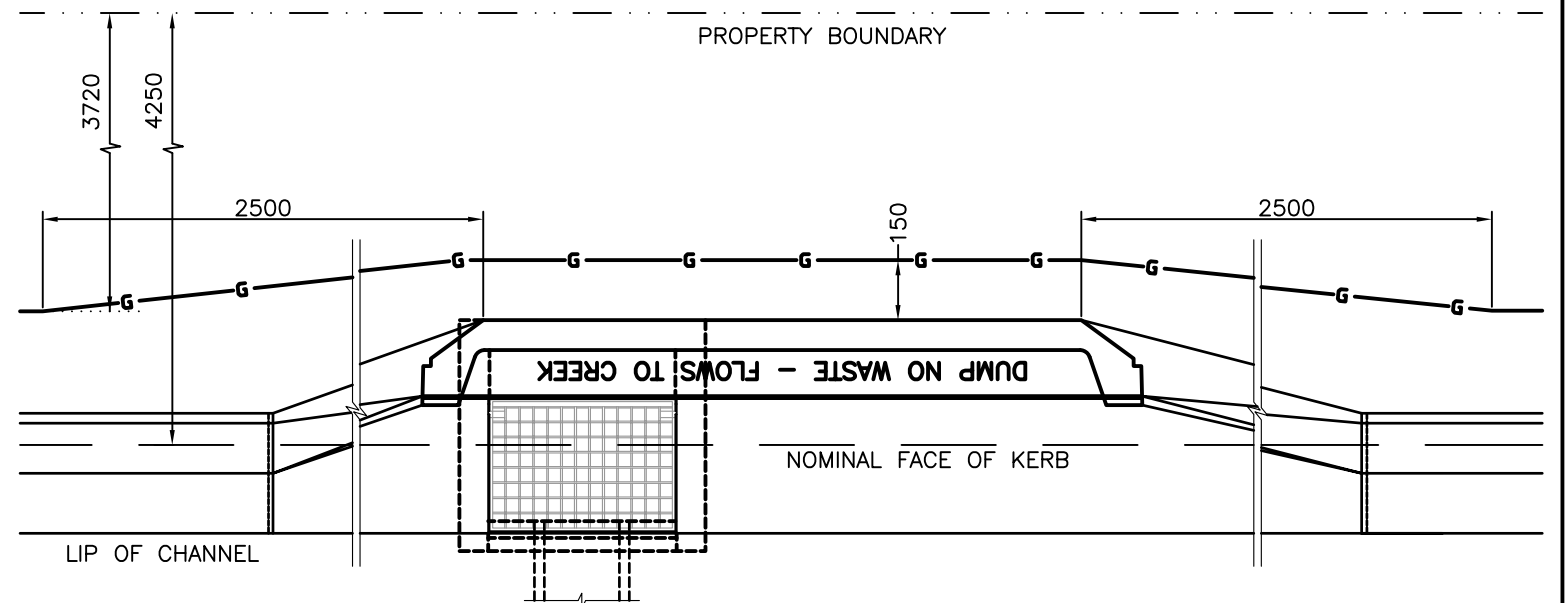 PROPERTY BOUNDARY
3720
4250
2500
150
2500
G G G G G G G G G G
DUMP NO WASTE - FLOWS TO CREEK
NOMINAL FACE OF KERB
LIP OF CHANNEL